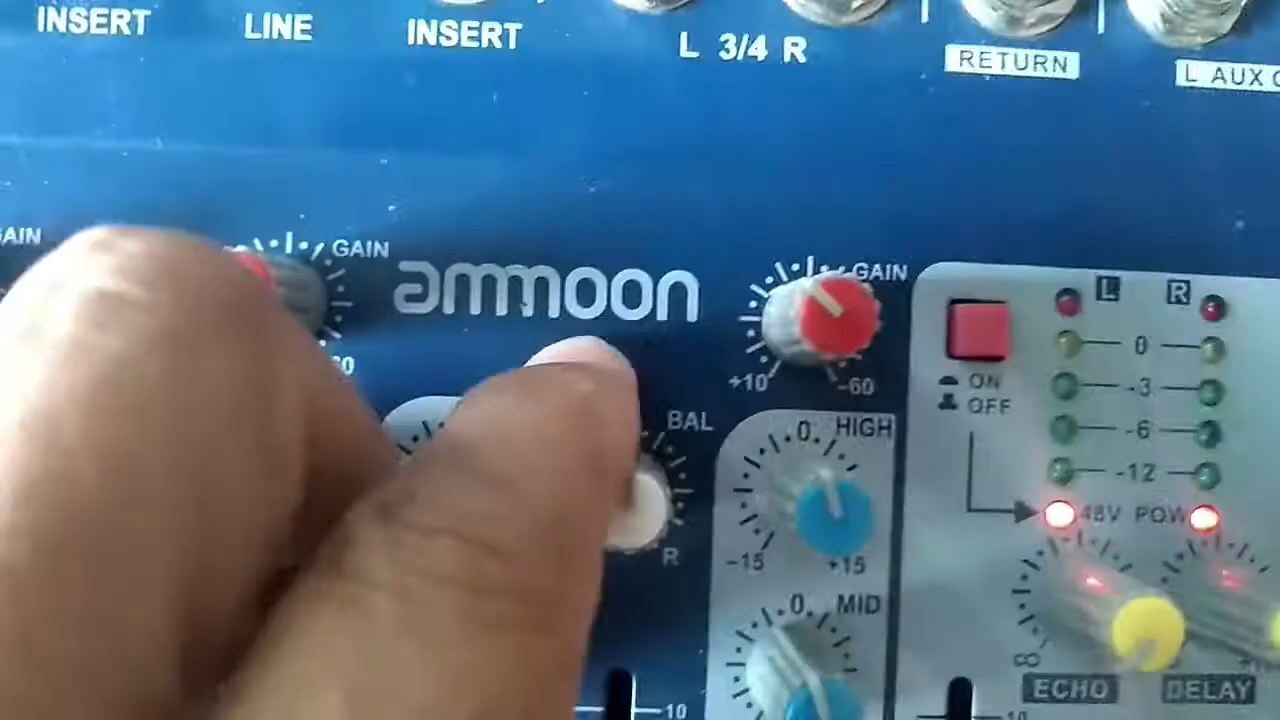 INSERT LINE INSERT L 3/4 R RETURN
L AUX
GAIN GAIN ammoon GAIN
+10 -60
L R
0
-3
-6
-12
ON
OFF
48V POW
BAL
R
0 HIGH
-15 +15
0 MID
∞
ECHO DELAY
10 10